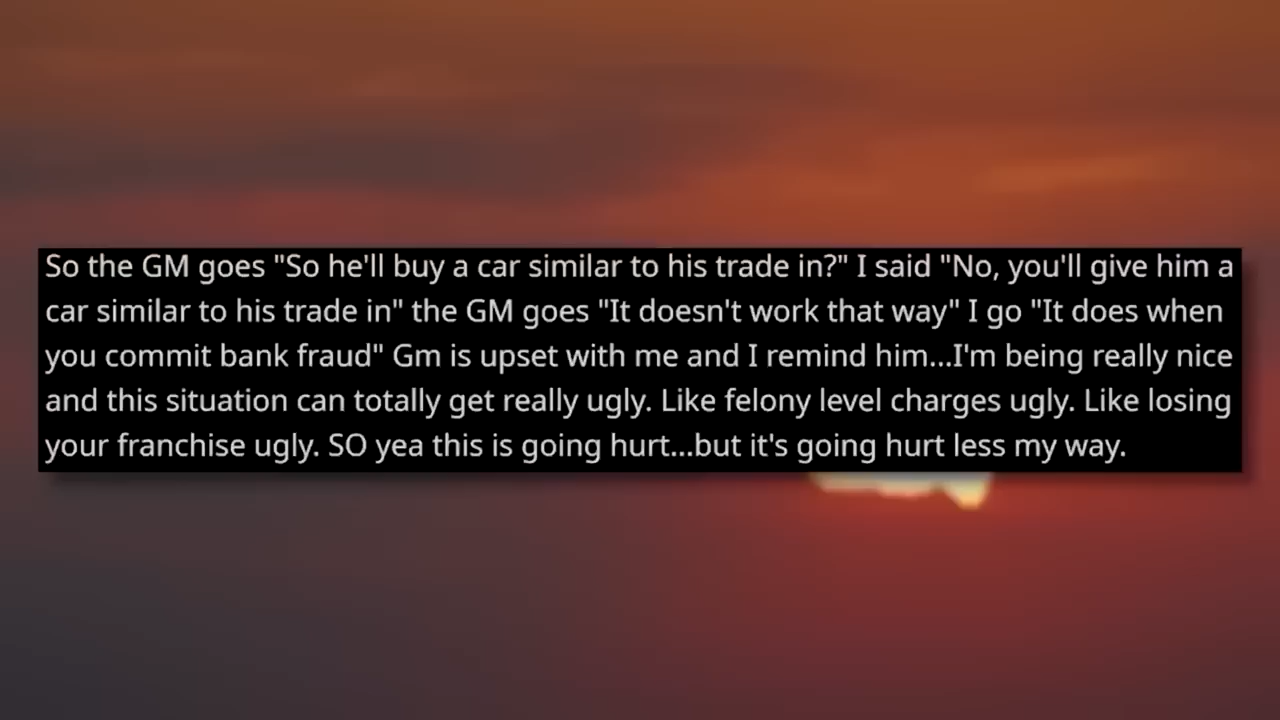 So the GM goes "So he'll buy a car similar to his trade in?" I said "No, you'll give him a
car similar to his trade in" the GM goes "It doesn't work that way" I go "It does when
you commit bank fraud" Gm is upset with me and I remind him...I'm being really nice
and this situation can totally get really ugly. Like felony level charges ugly. Like losing
your franchise ugly. SO yea this is going hurt...but it's going hurt less my way.